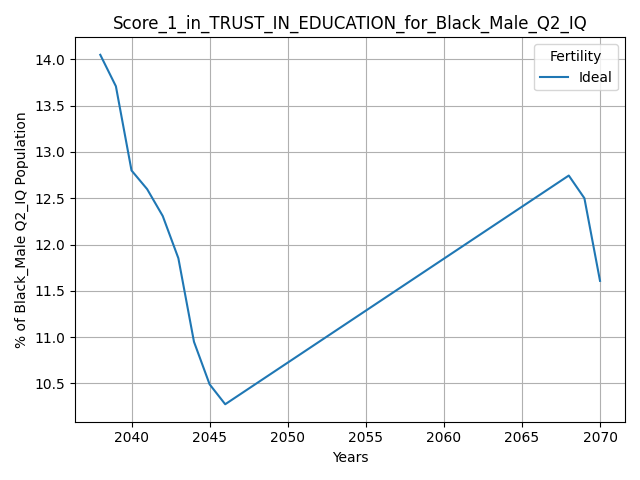 Score_1_in_TRUST_IN_EDUCATION_for_Black_Male_Q2_IQ
Fertility
Ideal
14.0
13.5
13.0
12.5
12.0
11.5
11.0
10.5
% of Black_Male Q2_IQ Population
2040 2045 2050 2055 2060 2065 2070
Years